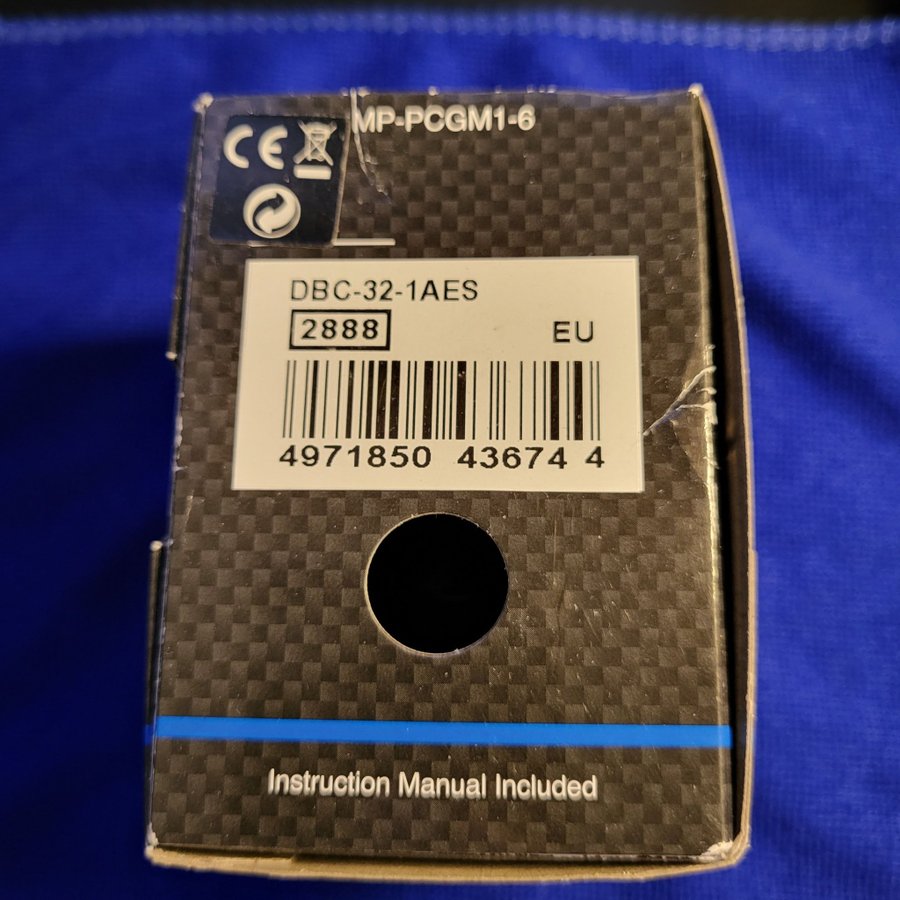 MP-PCGM1-6
CE
DBC-32-1AES
2888
EU
4971850 43674 4
Instruction Manual Included